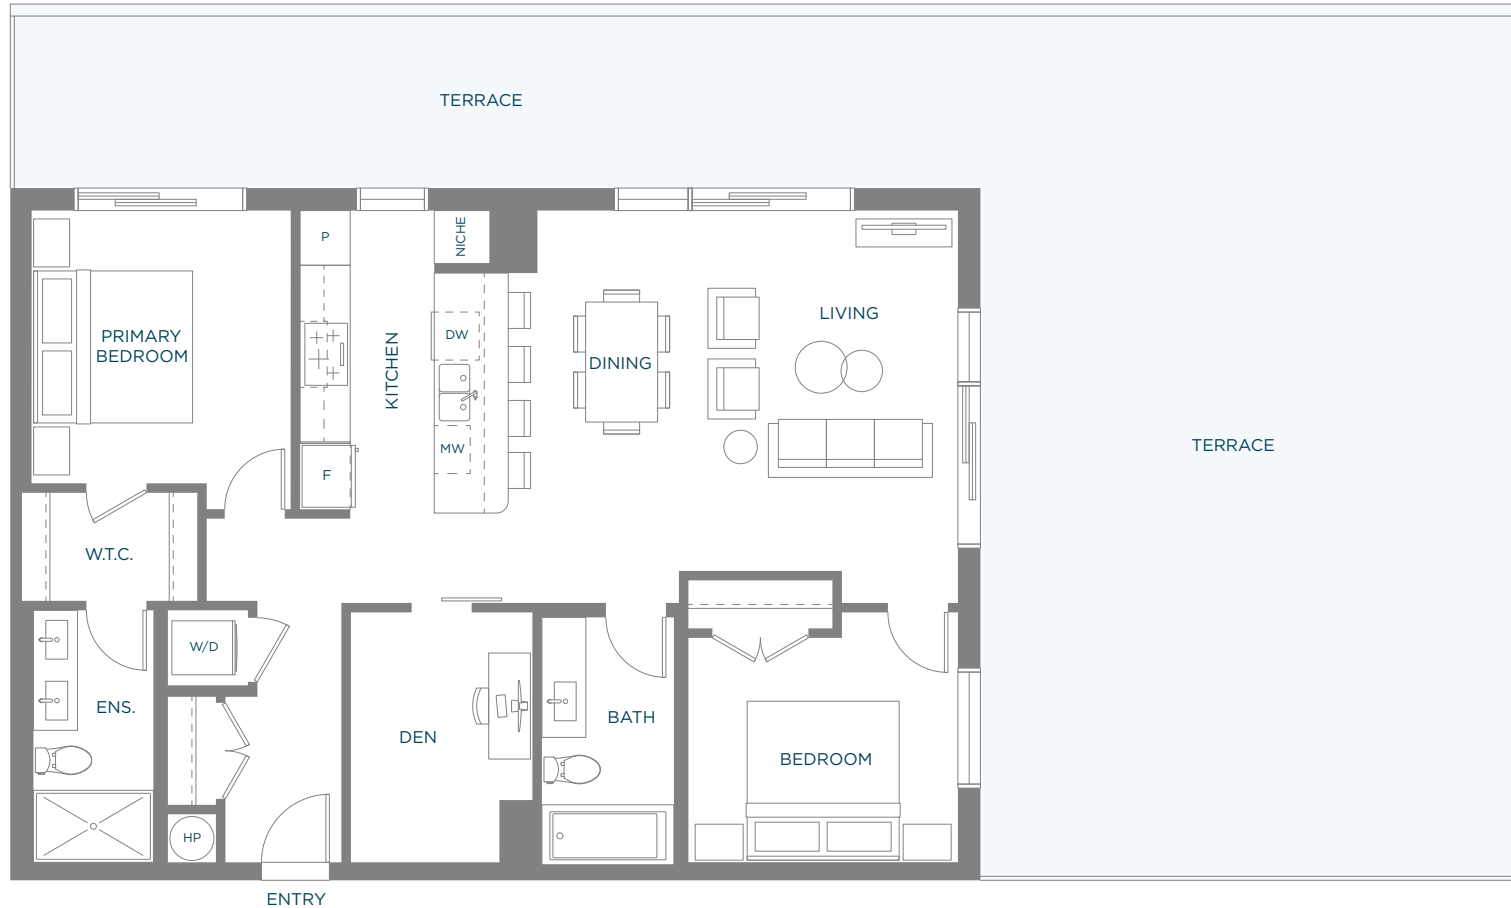 TERRACE
P
NICHE
PRIMARY
BEDROOM
KITCHEN
DW
DINING
LIVING
MW
F
TERRACE
W.T.C.
W/D
ENS.
DEN
BATH
BEDROOM
HP
ENTRY